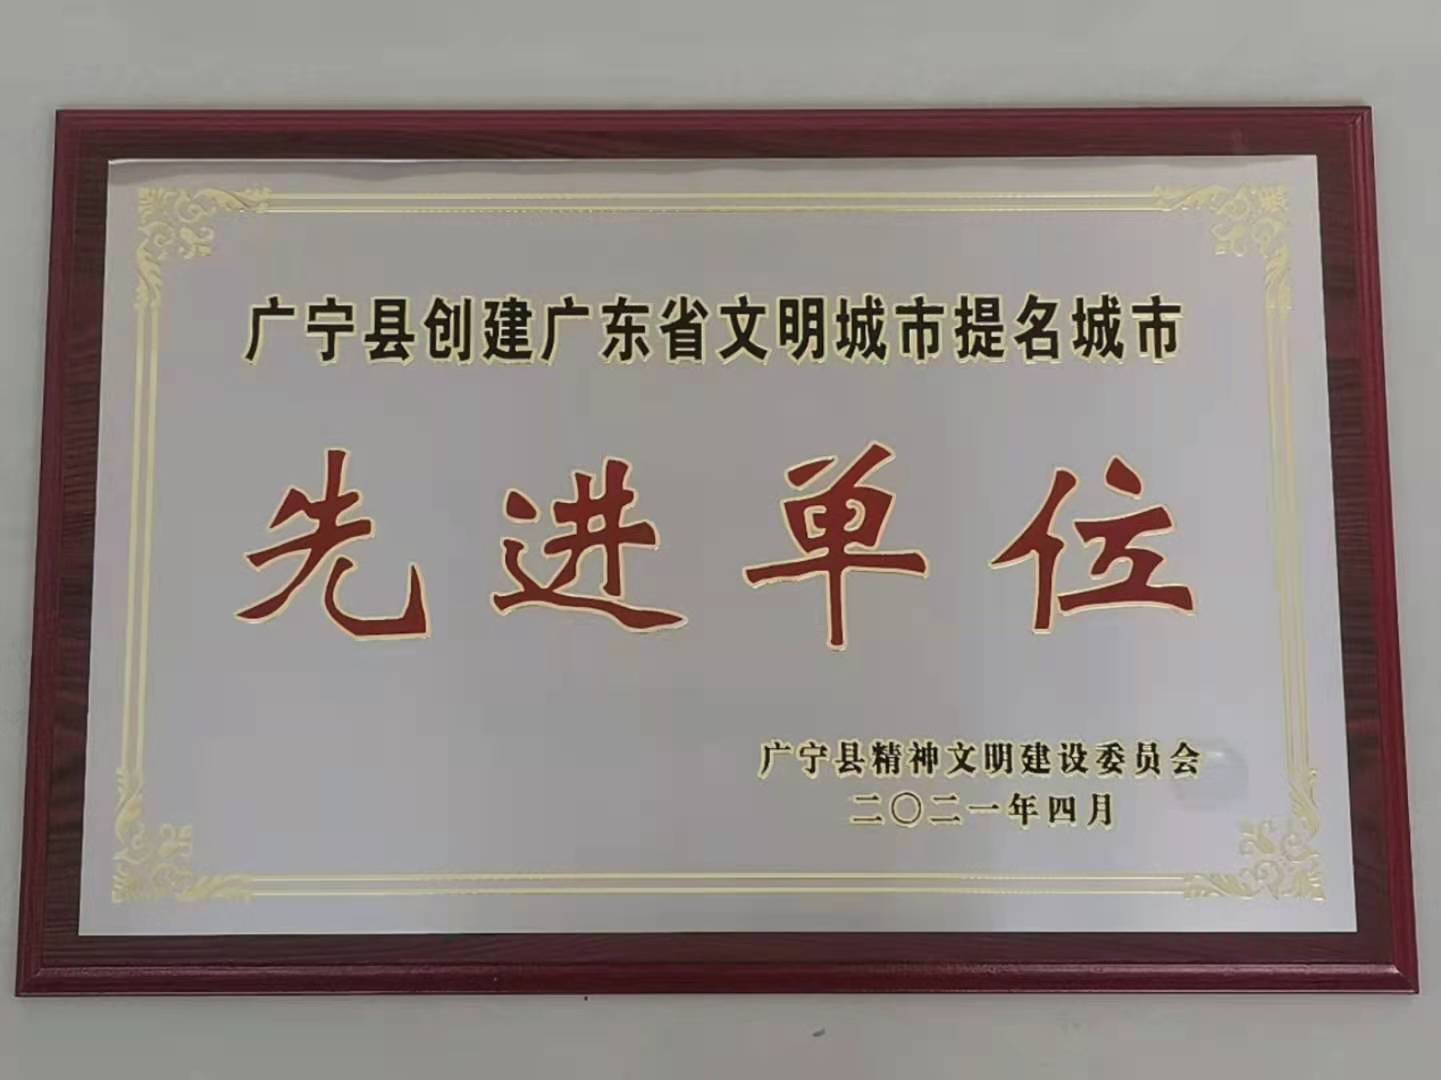 广宁县创建广东省文明城市提名城市
先进单位
广宁县精神文明建设委员会
二〇二一年四月